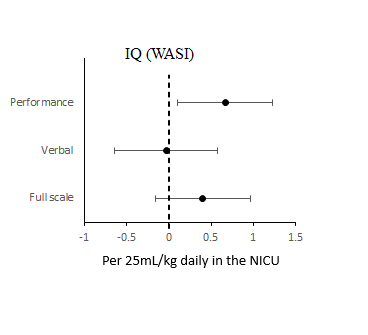 IQ (WASI)
Performance
Verbal
Full scale
-1 -0.5 0 0.5 1 1.5
Per 25mL/kg daily in the NICU